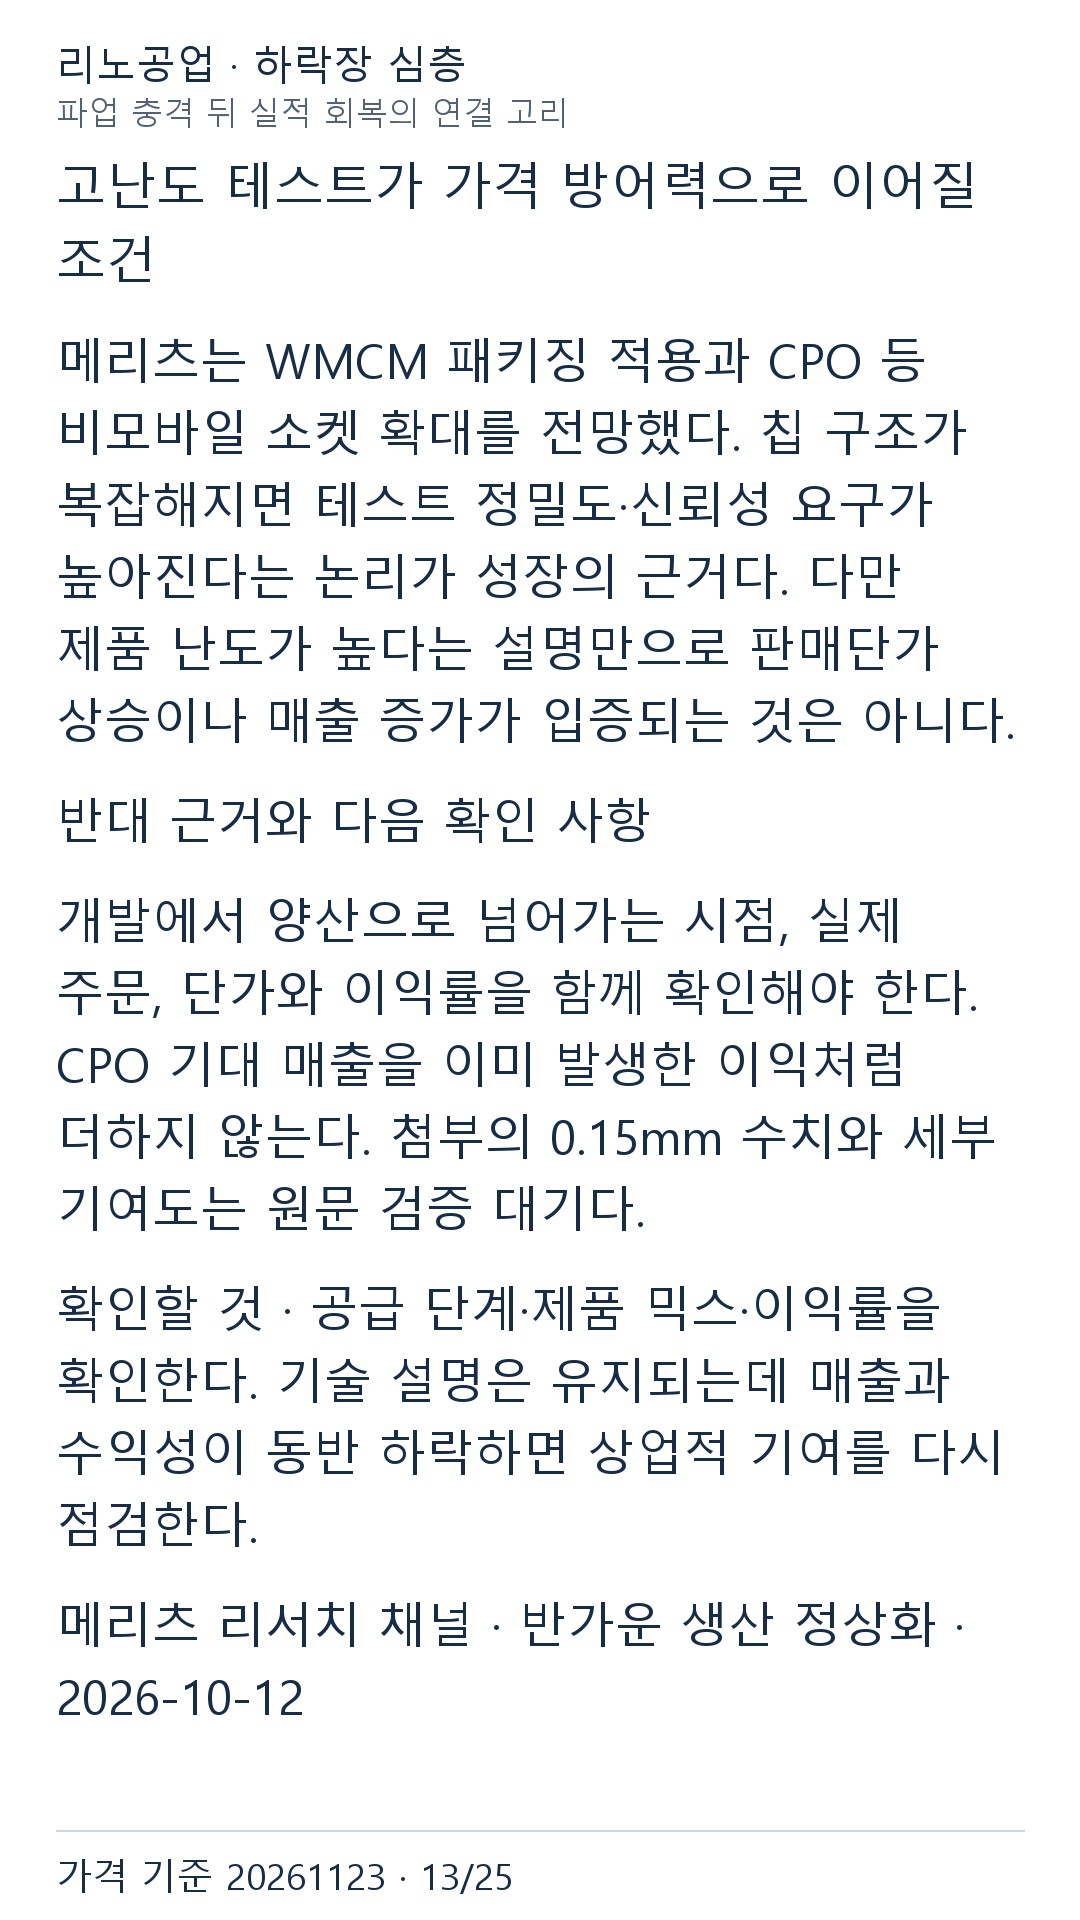 리노공업 · 하락장 심층
파업 충격 뒤 실적 회복의 연결 고리
고난도 테스트가 가격 방어력으로 이어질
조건
메리츠는 WMCM 패키징 적용과 CPO 등
비모바일 소켓 확대를 전망했다. 칩 구조가
복잡해지면 테스트 정밀도·신뢰성 요구가
높아진다는 논리가 성장의 근거다. 다만
제품 난도가 높다는 설명만으로 판매단가
상승이나 매출 증가가 입증되는 것은 아니다.
반대 근거와 다음 확인 사항
개발에서 양산으로 넘어가는 시점, 실제
주문, 단가와 이익률을 함께 확인해야 한다.
CPO 기대 매출을 이미 발생한 이익처럼
더하지 않는다. 첨부의 0.15mm 수치와 세부
기여도는 원문 검증 대기다.
확인할 것 · 공급 단계·제품 믹스·이익률을
확인한다. 기술 설명은 유지되는데 매출과
수익성이 동반 하락하면 상업적 기여를 다시
점검한다.
메리츠 리서치 채널 · 반가운 생산 정상화 ·
2026-10-12
가격 기준 20261123 · 13/25